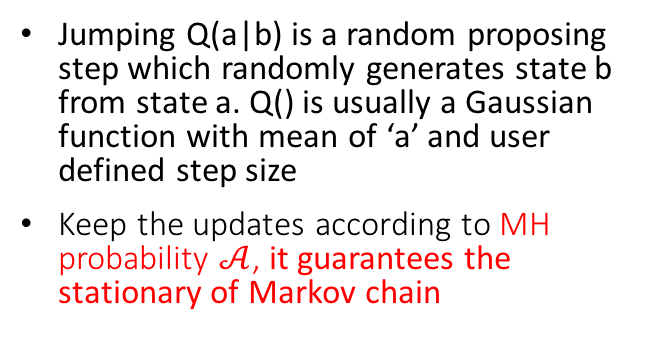 • Jumping Q(a|b) is a random proposing
step which randomly generates state b
from state a. Q() is usually a Gaussian
function with mean of ‘a’ and user
defined step size
• Keep the updates according to MH
probability 𝒜, it guarantees the
stationary of Markov chain